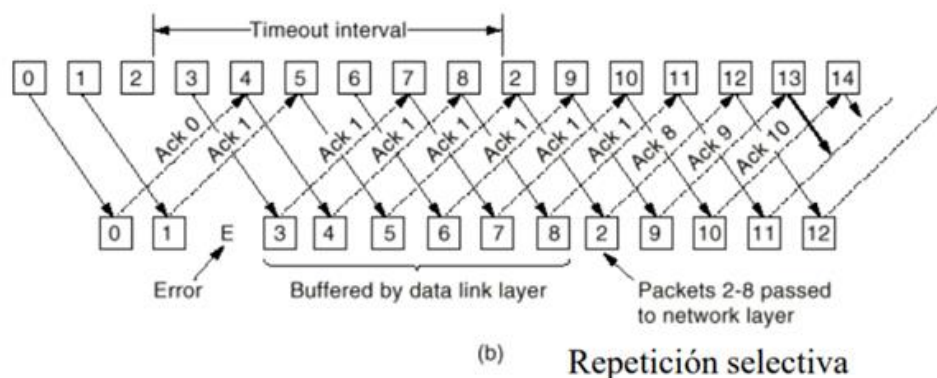 Timeout interval
0 1 2 3 4 5 6 7 8 2 9 10 11 12 13 14
Ack 0 Ack 1 Ack 1 Ack 1 Ack 1 Ack 1 Ack 1 Ack 1 Ack 8 Ack 9 Ack 10
0 1 E 3 4 5 6 7 8 2 9 10 11 12
Error Buffered by data link layer Packets 2-8 passed
to network layer
(b) Repetición selectiva